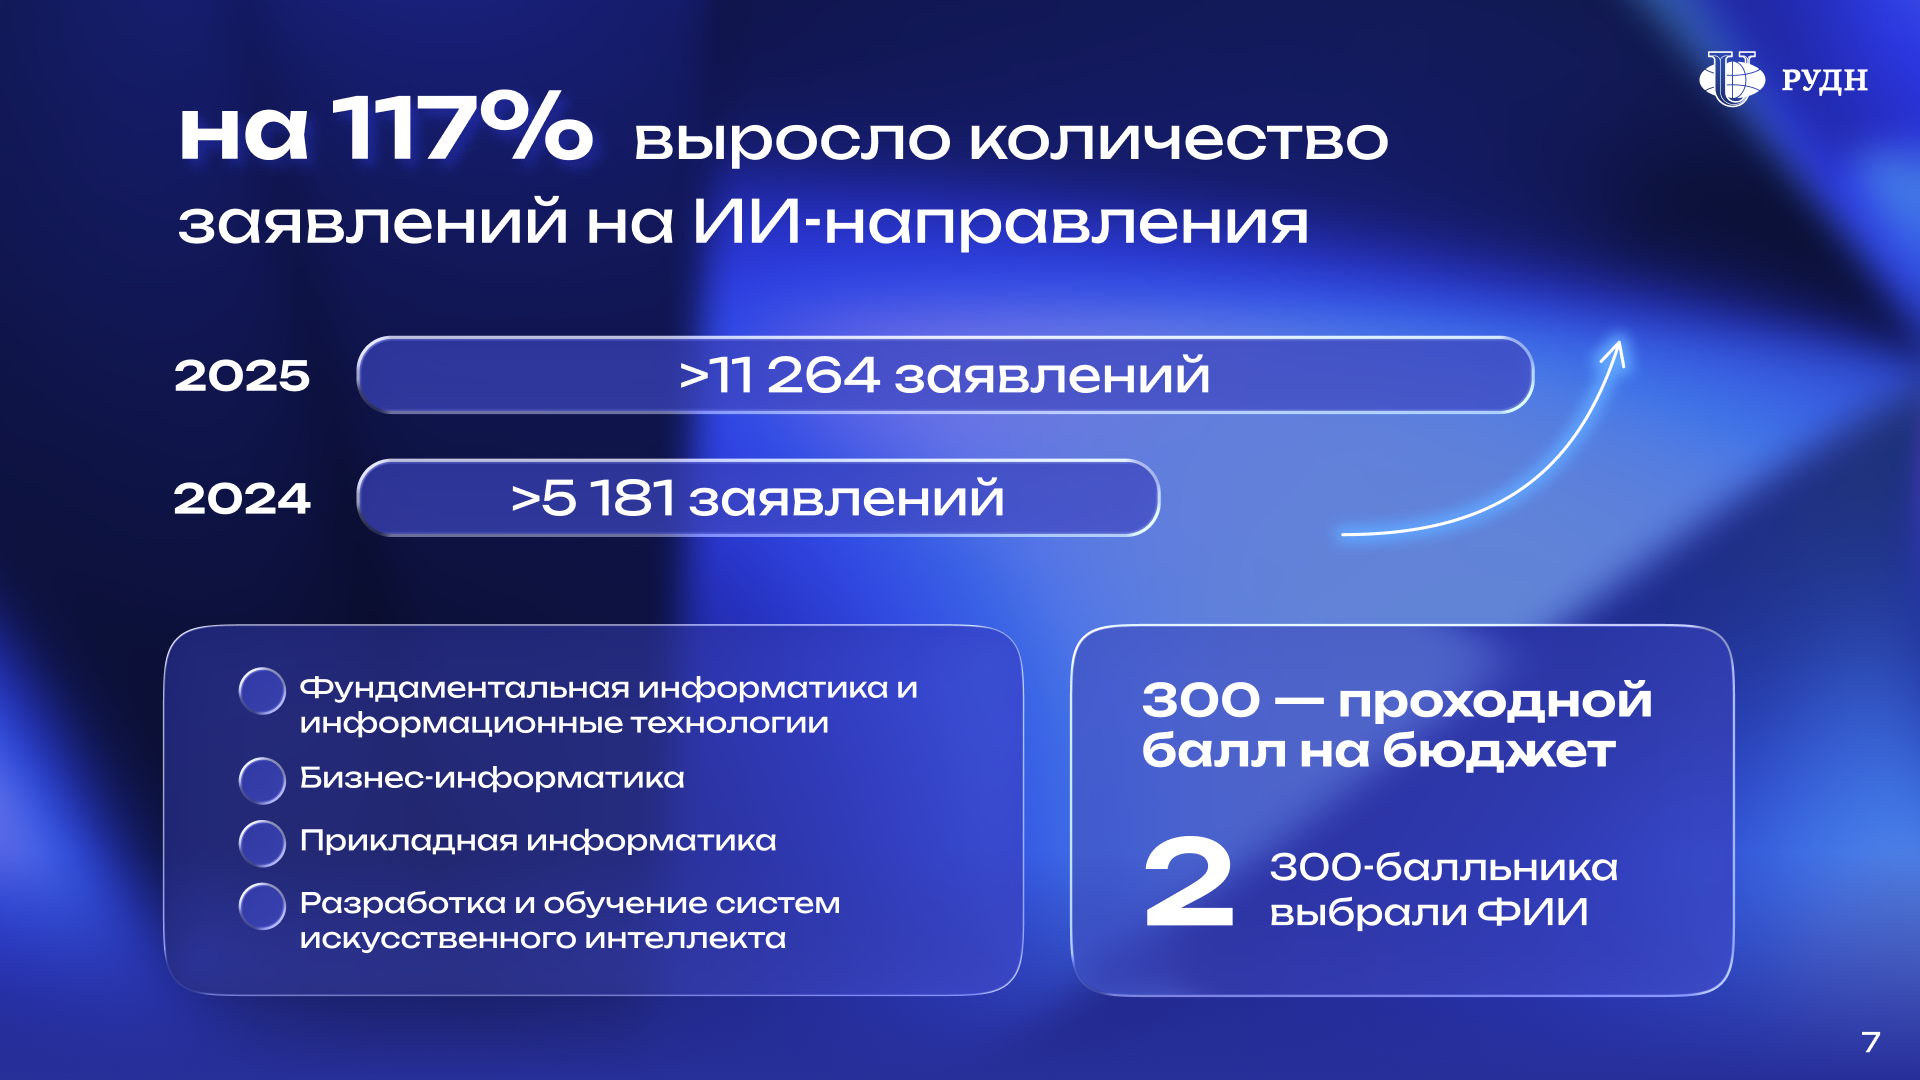 РУДН
на 117% выросло количество
заявлений на ИИ-направления
2025
>11 264 заявлений
2024
>5 181 заявлений
Фундаментальная информатика и
информационные технологии
Бизнес-информатика
Прикладная информатика
Разработка и обучение систем
искусственного интеллекта
300 — проходной
балл на бюджет
2
300-балльника
выбрали ФИИ
7